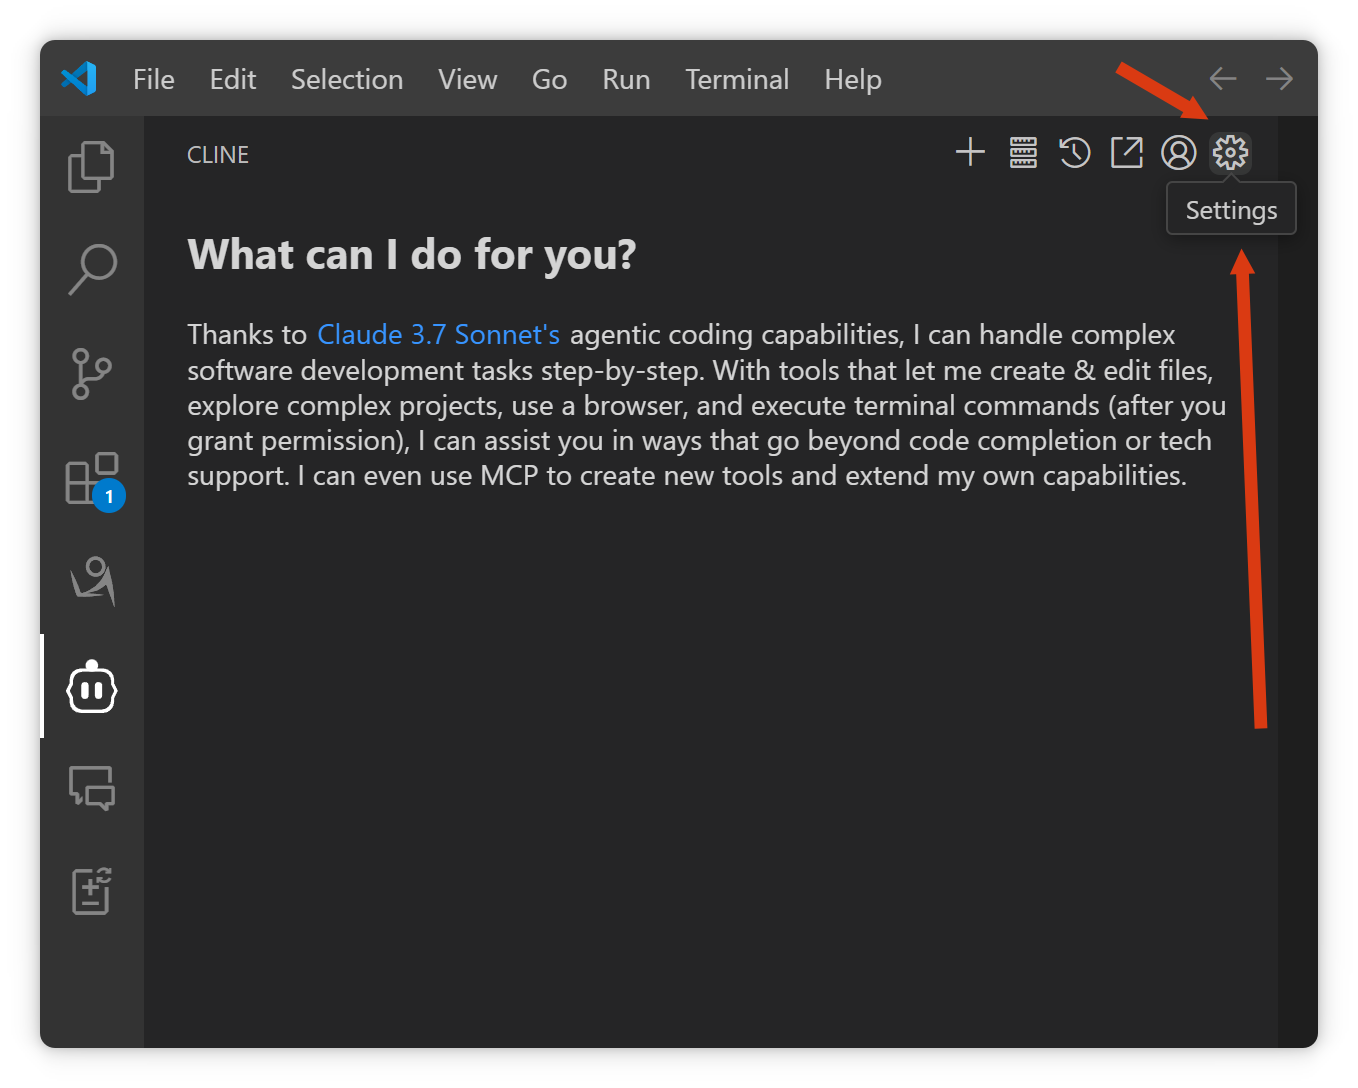 File Edit Selection View Go Run Terminal Help
CLINE
Settings
What can I do for you?
Thanks to Claude 3.7 Sonnet's agentic coding capabilities, I can handle complex
software development tasks step-by-step. With tools that let me create & edit files,
explore complex projects, use a browser, and execute terminal commands (after you
grant permission), I can assist you in ways that go beyond code completion or tech
support. I can even use MCP to create new tools and extend my own capabilities.
1